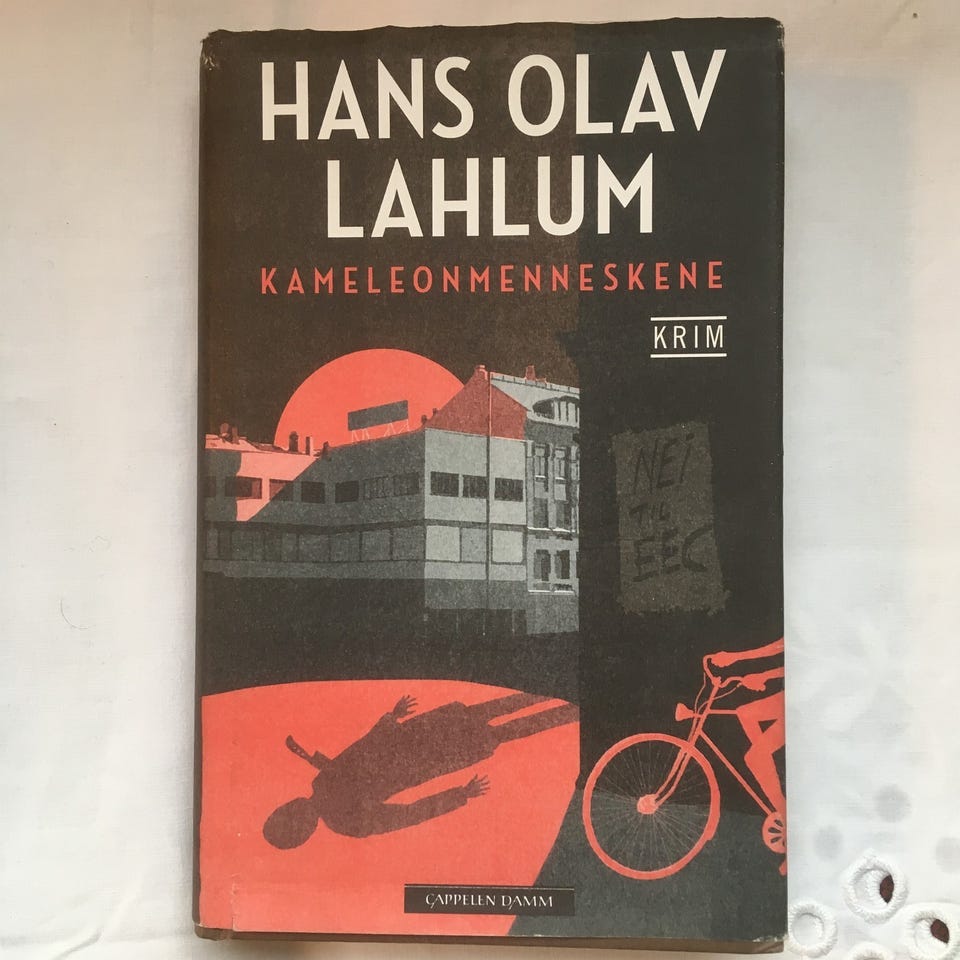 HANS OLAV
LAHLUM
KAMELEONMENNESKENE
KRIM
NEI
TIL
EEC
CAPPELEN DAMM